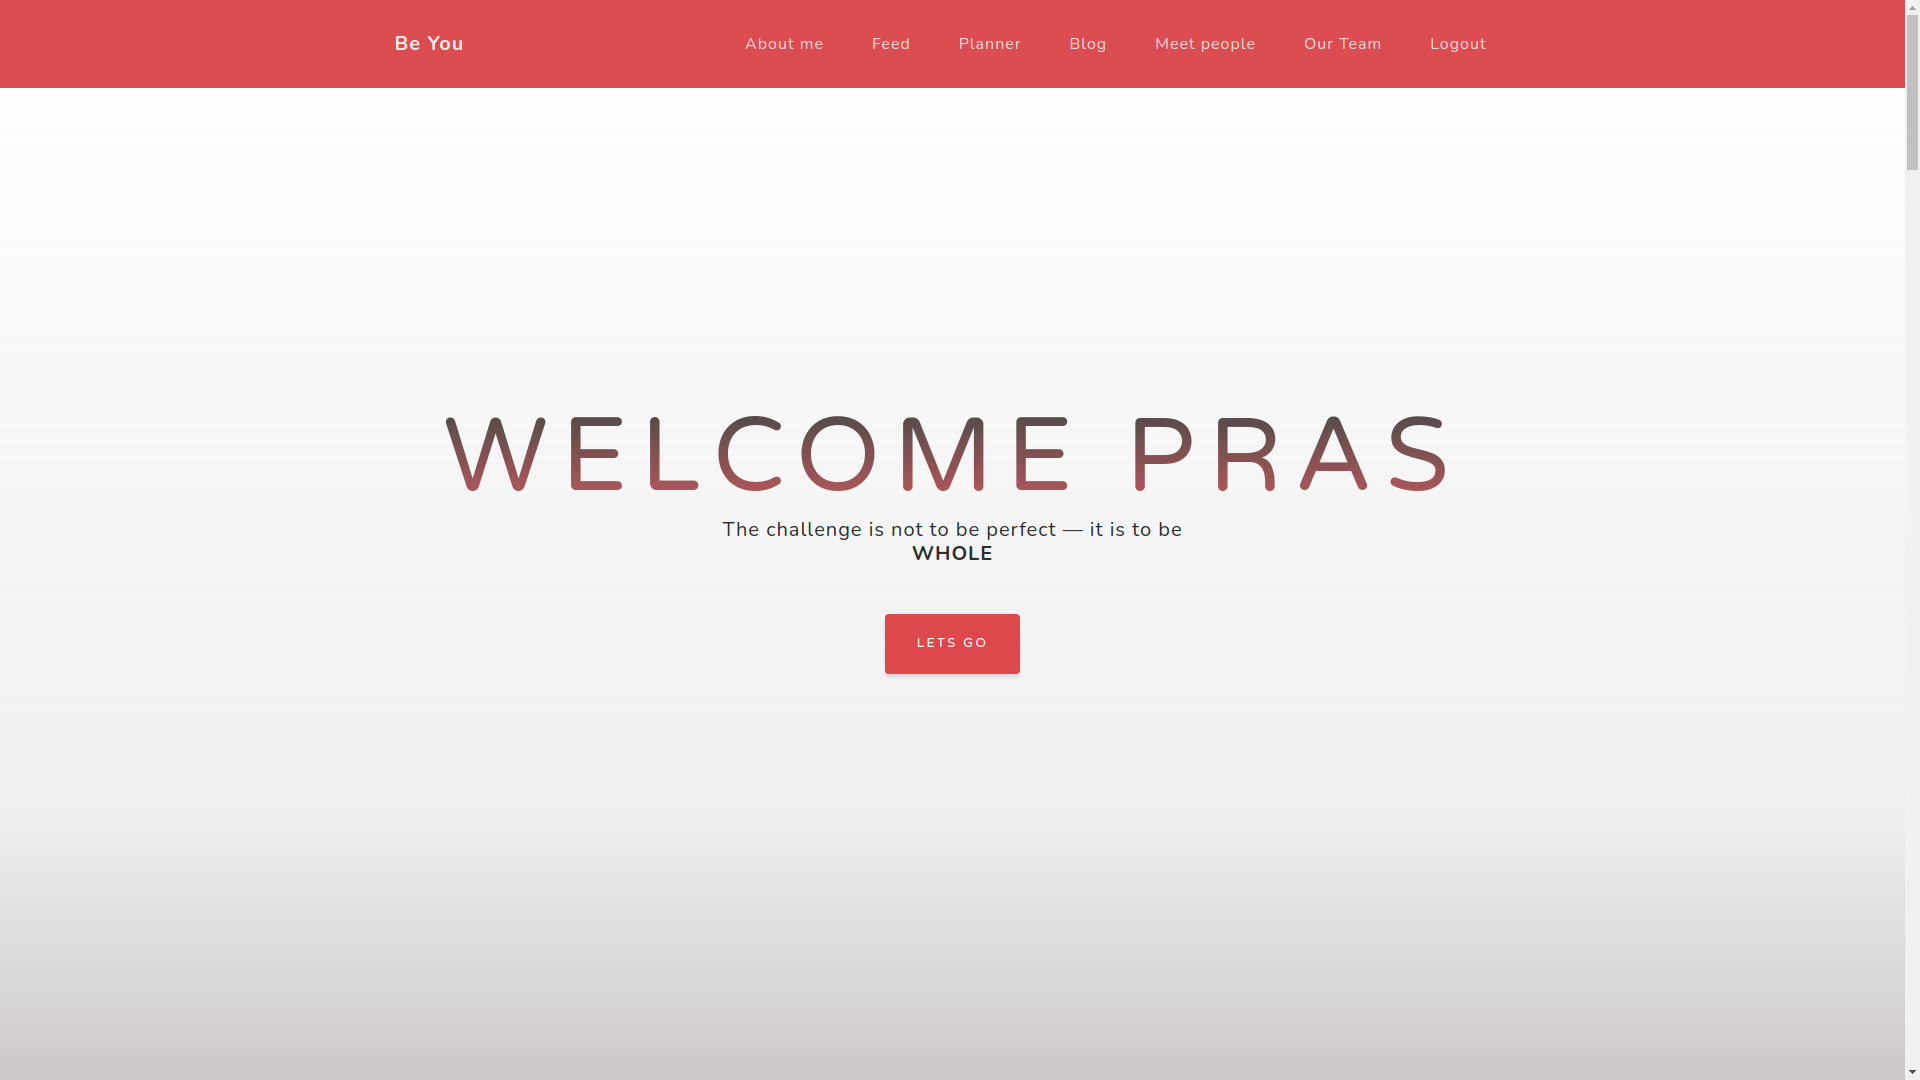 Be You
About me Feed Planner Blog Meet people Our Team Logout
WELCOME PRAS
The challenge is not to be perfect — it is to be
WHOLE
LETS GO